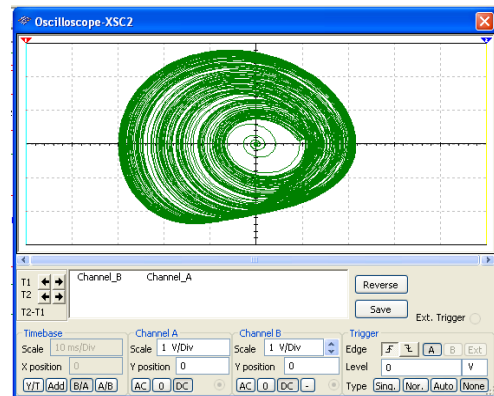 Oscilloscope-XSC2
T1
T2
T2-T1
Channel_B Channel_A
Reverse
Save
Ext. Trigger
Timebase
Scale 10 ms/Div
X position 0
Y/T Add B/A A/B
Channel A
Scale 1 V/Div
Y position 0
AC 0 DC
Channel B
Scale 1 V/Div
Y position 0
AC 0 DC -
Trigger
Edge A B Ext
Level 0 V
Type Sing. Nor. Auto None